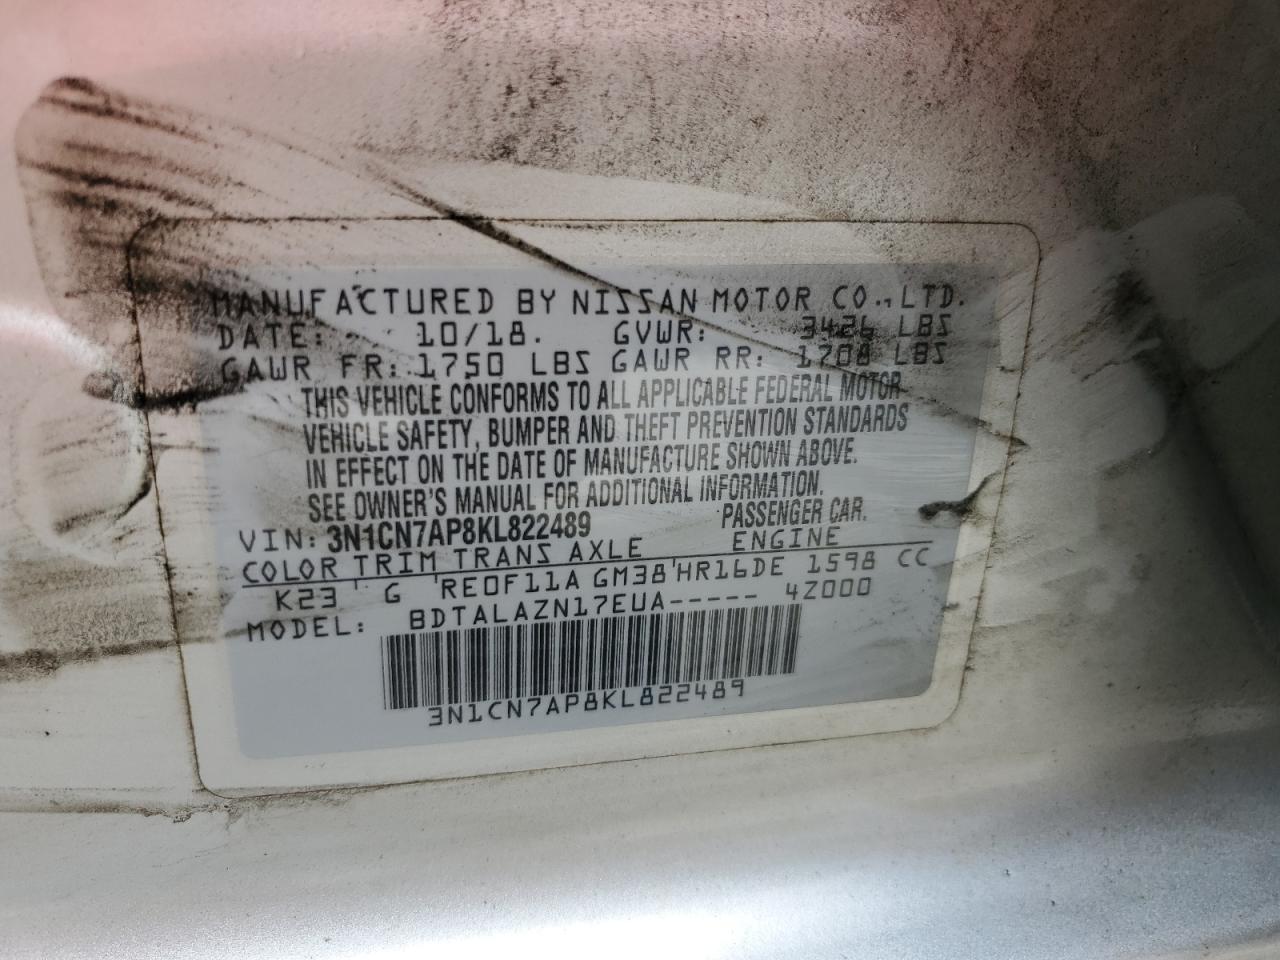 MANUFACTURED BY NISSAN MOTOR CO., LTD.
DATE: 10/18. GVWR: 3426 LBS
GAWR FR: 1750 LBS GAWR RR: 1708 LBS
THIS VEHICLE CONFORMS TO ALL APPLICABLE FEDERAL MOTOR
VEHICLE SAFETY, BUMPER AND THEFT PREVENTION STANDARDS
IN EFFECT ON THE DATE OF MANUFACTURE SHOWN ABOVE.
SEE OWNER'S MANUAL FOR ADDITIONAL INFORMATION.
VIN: 3N1CN7AP8KL822489 PASSENGER CAR.
COLOR TRIM TRANS AXLE ENGINE
K23 G RE0F11A GM38 HR16DE 1598 CC
MODEL: BDTALAZN17EUA----- 4Z000
3N1CN7AP8KL822489